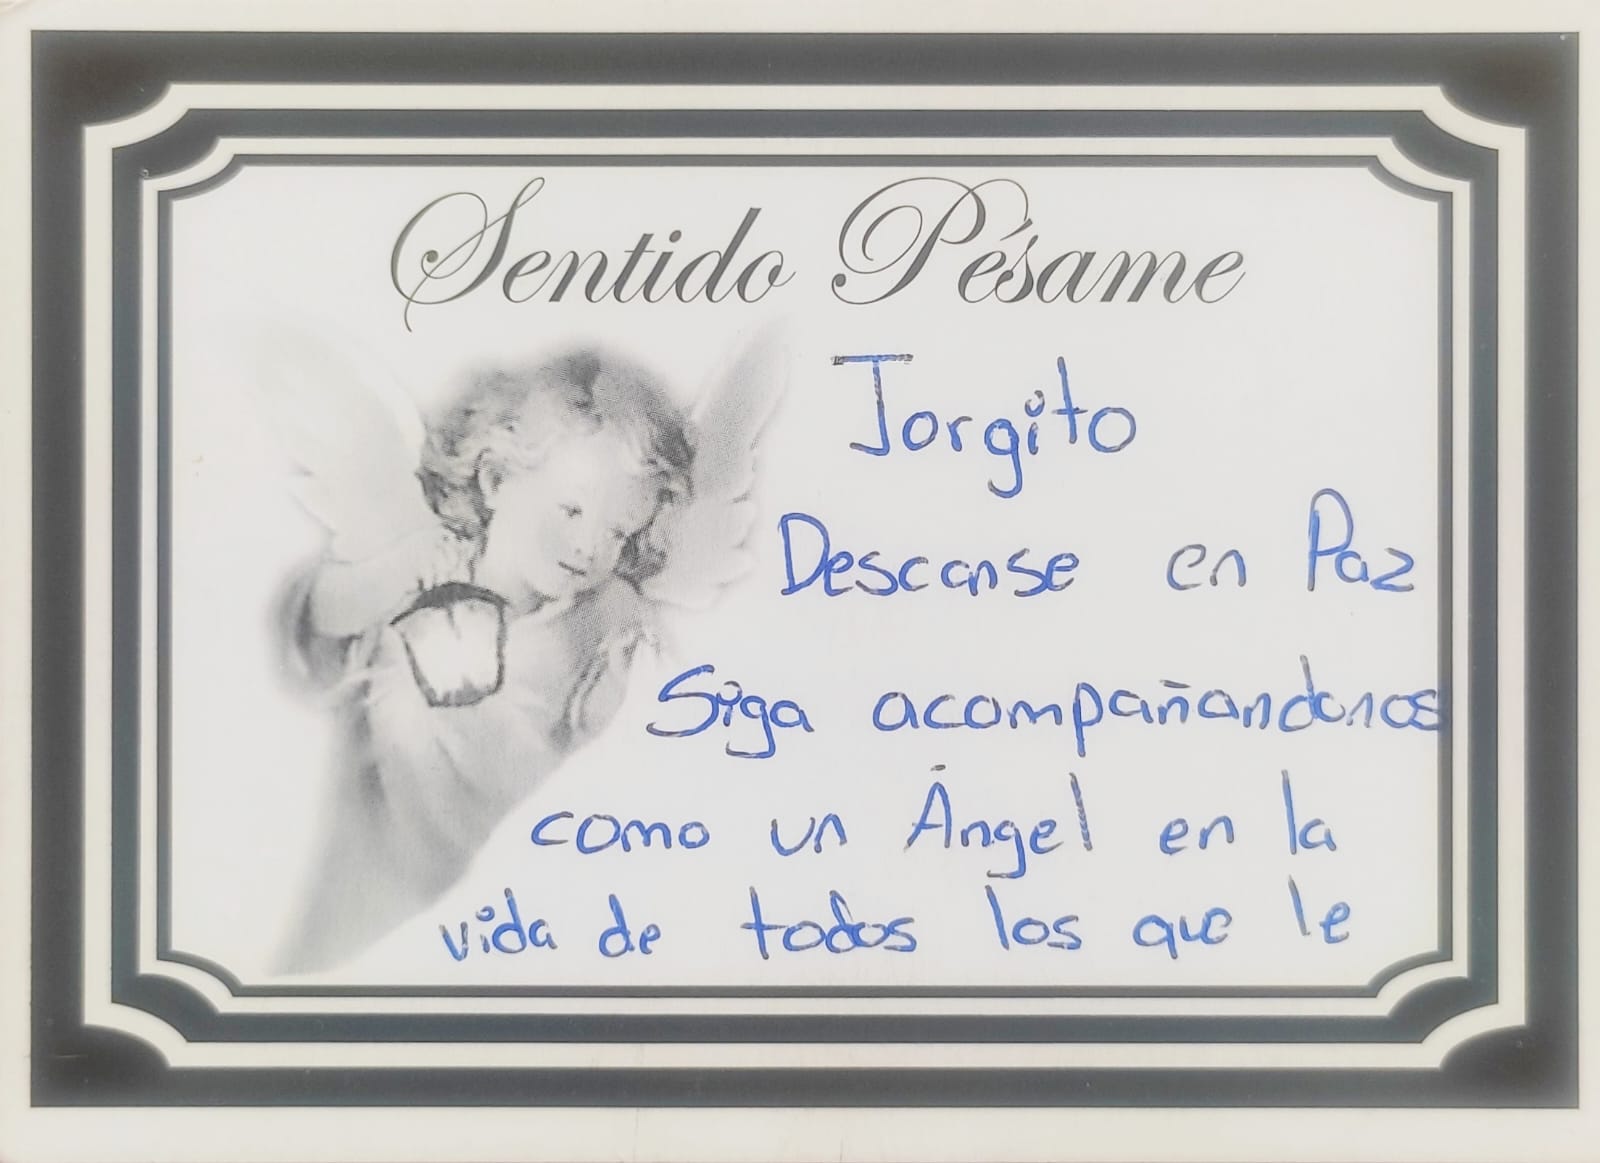 Sentido Pésame
Jorgito
Descanse en Paz
Siga acompañandonos
como un Ángel en la
vida de todos los que le